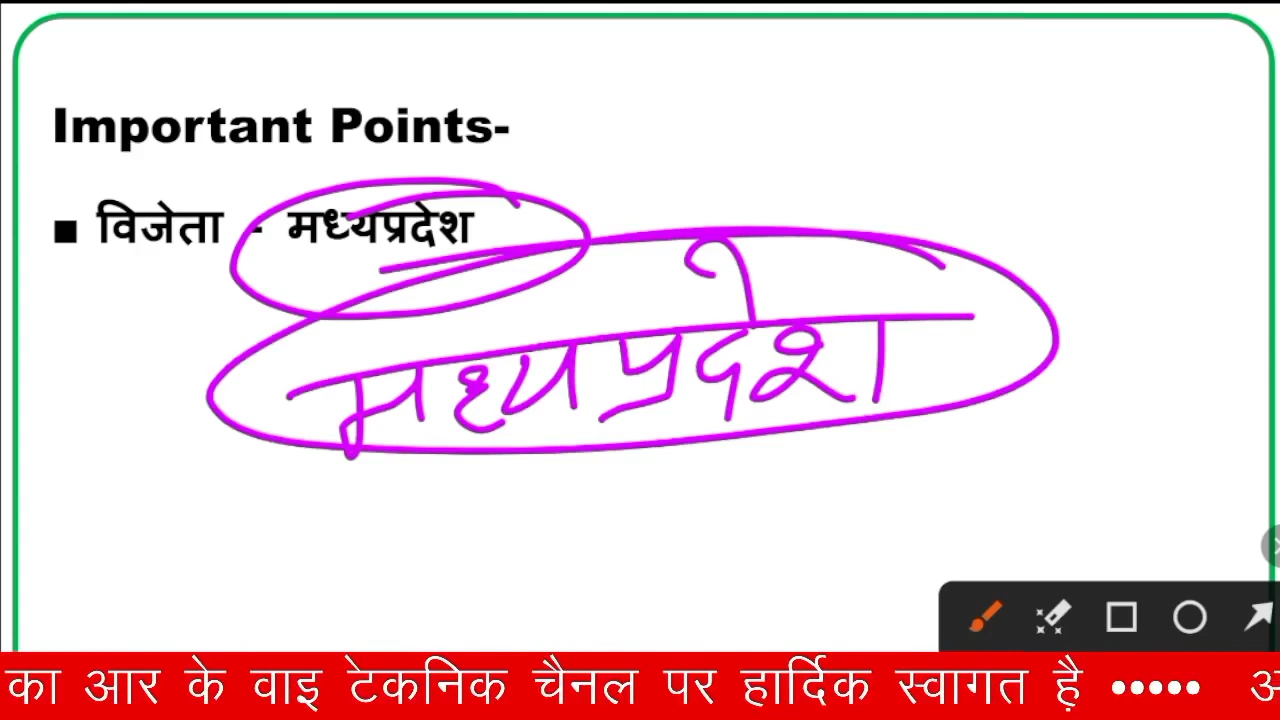 Important Points-
▪ विजेता - मध्यप्रदेश
मध्यप्रदेश
का आर के वाइ टेकनिक चैनल पर हार्दिक स्वागत है •••••